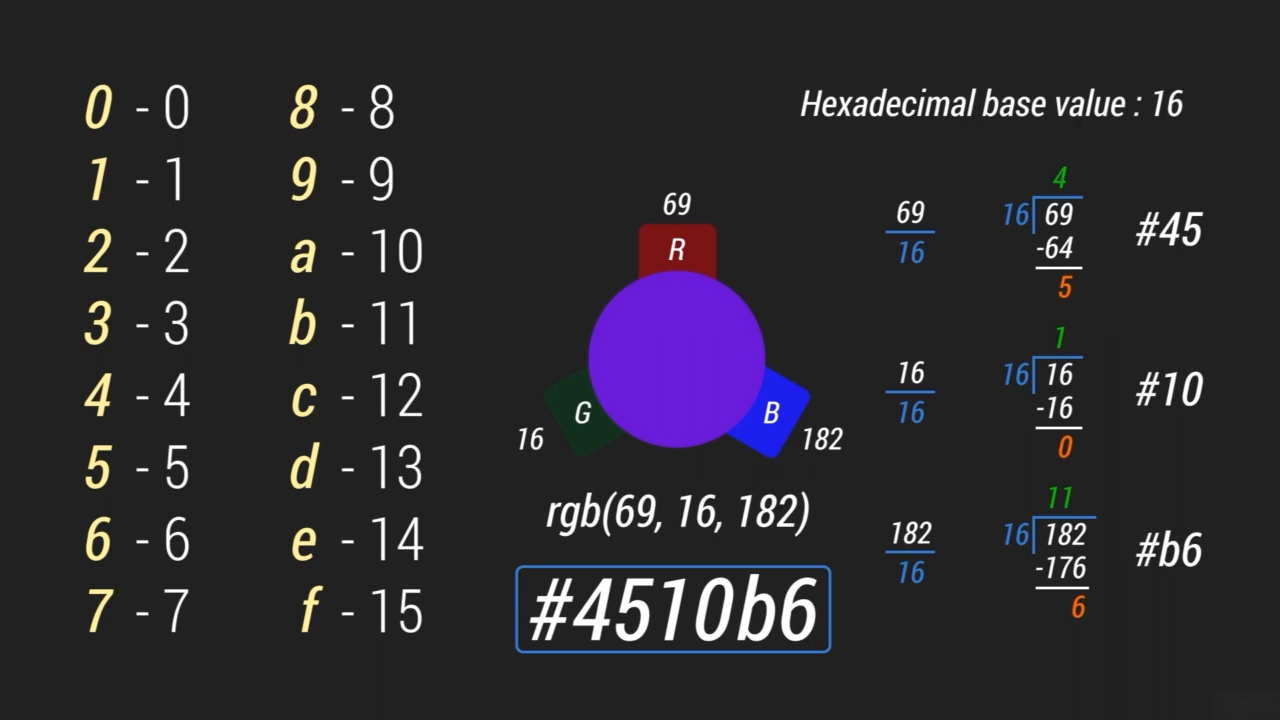 0 - 0
1 - 1
2 - 2
3 - 3
4 - 4
5 - 5
6 - 6
7 - 7
8 - 8
9 - 9
a - 10
b - 11
c - 12
d - 13
e - 14
f - 15
69
R
G
B
16
182
rgb(69, 16, 182)
#4510b6
Hexadecimal base value : 16
69
16
4
16 69
-64
5
#45
16
16
1
16 16
-16
0
#10
182
16
11
16 182
-176
6
#b6